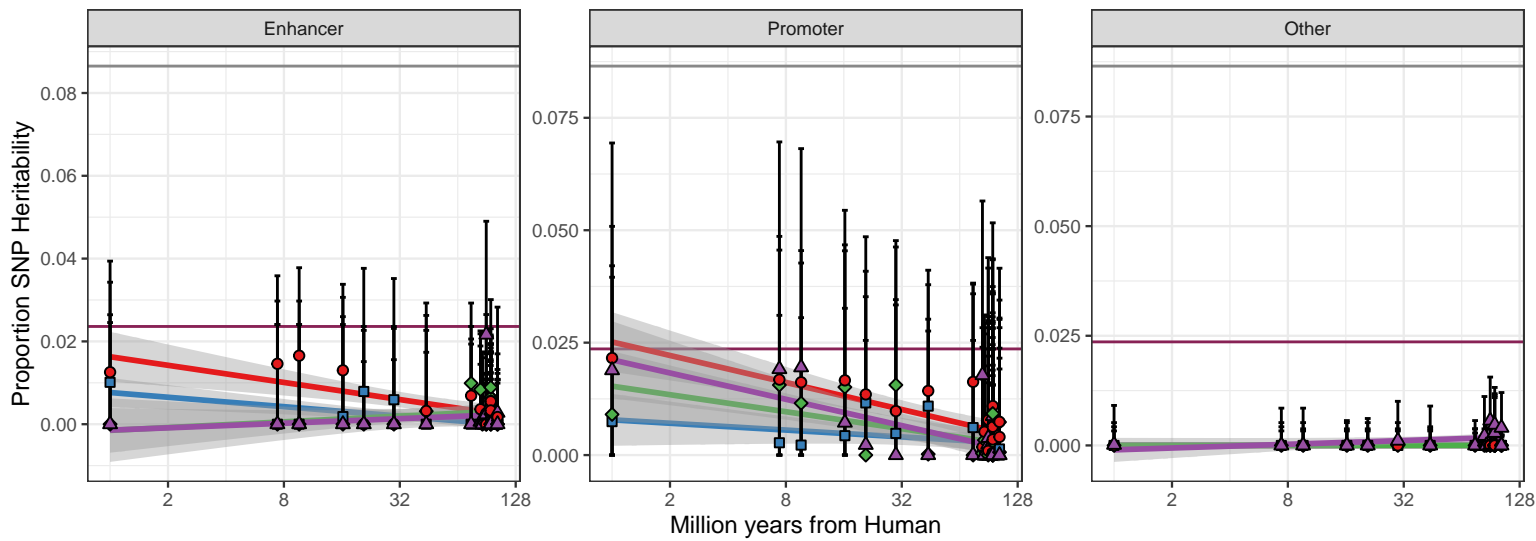 Enhancer
Promoter
Other
Proportion SNP Heritability
0.08
0.06
0.04
0.02
0.00
0.075
0.050
0.025
0.000
0.075
0.050
0.025
0.000
2 8 32 128
2 8 32 128
2 8 32 128
Million years from Human